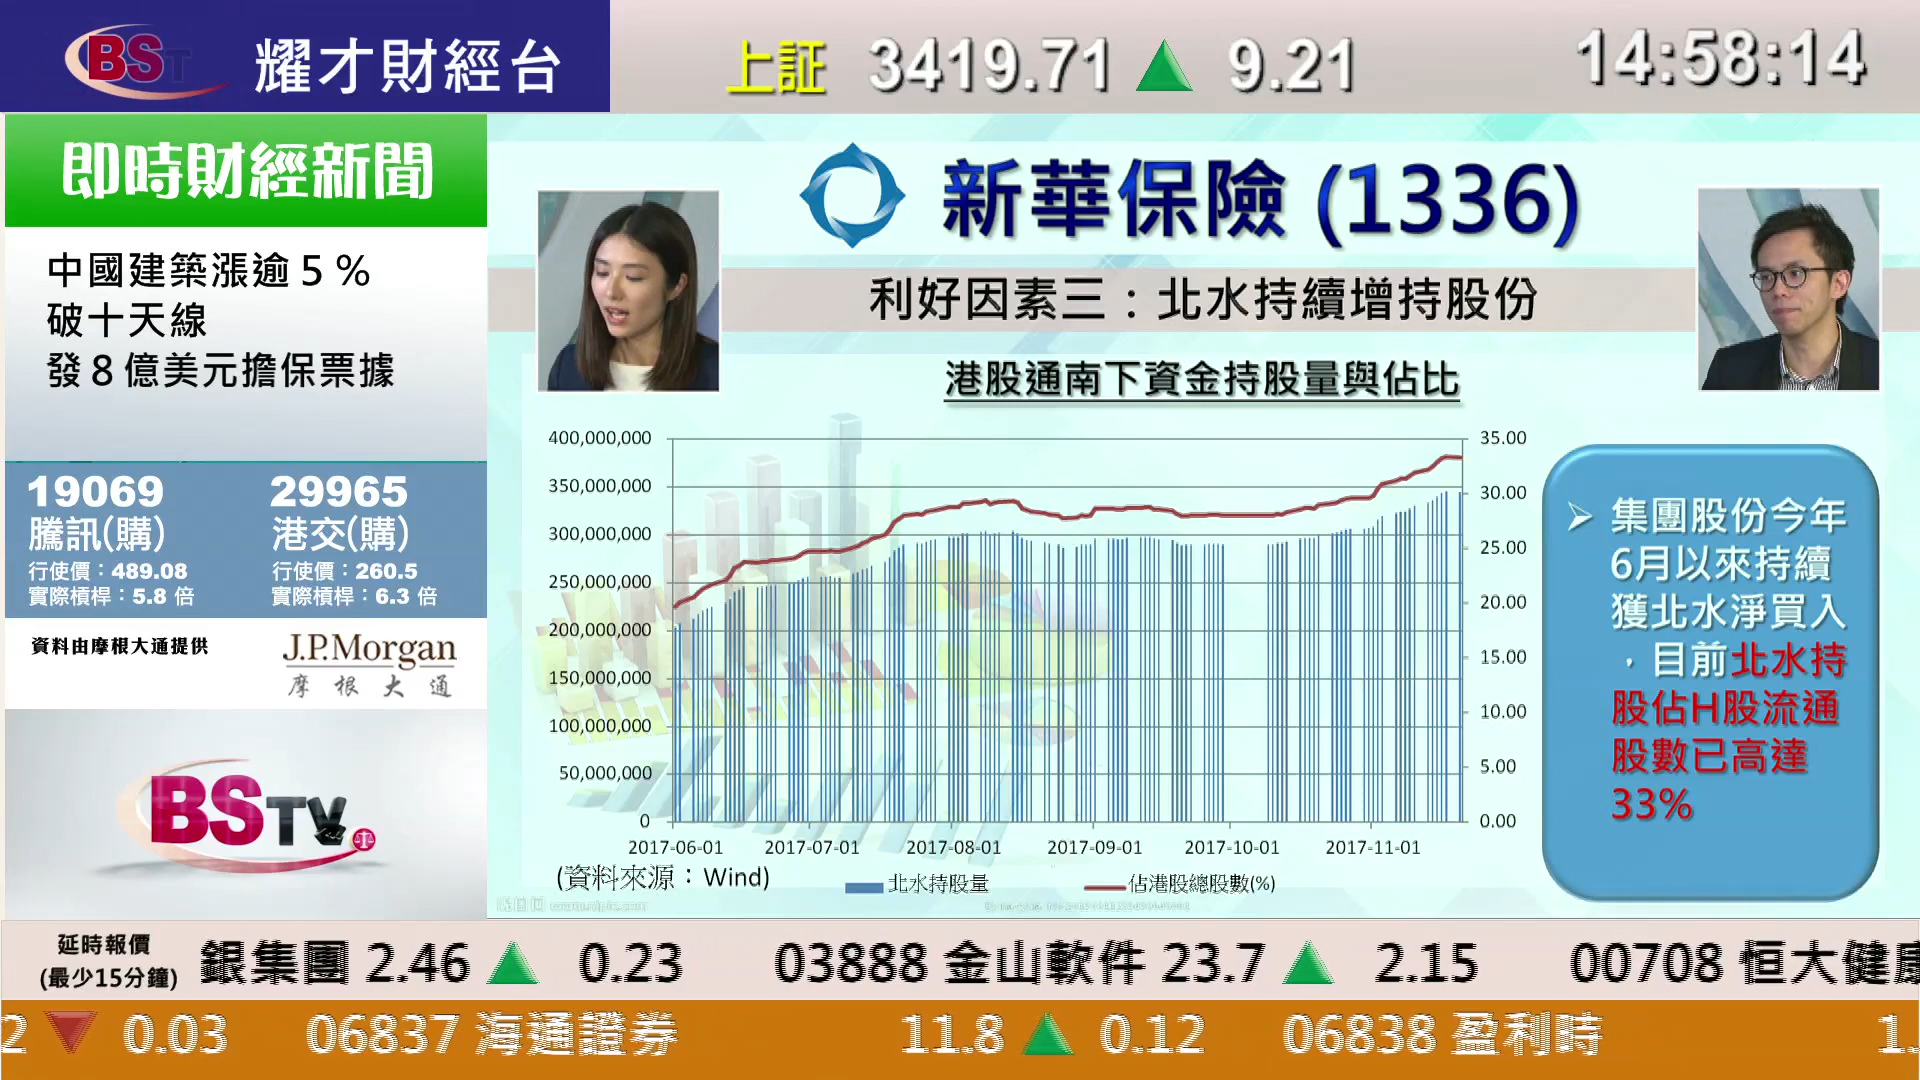 BST 耀才財經台
上証 3419.71 ▲ 9.21
14:58:14
即時財經新聞
中國建築漲逾5%
破十天線
發8億美元擔保票據
19069
騰訊(購)
行使價：489.08
實際槓桿：5.8 倍
29965
港交(購)
行使價：260.5
實際槓桿：6.3 倍
資料由摩根大通提供
J.P.Morgan
摩根大通
BSTV
新華保險 (1336)
利好因素三：北水持續增持股份
港股通南下資金持股量與佔比
400,000,000
350,000,000
300,000,000
250,000,000
200,000,000
150,000,000
100,000,000
50,000,000
0
35.00
30.00
25.00
20.00
15.00
10.00
5.00
0.00
2017-06-01 2017-07-01 2017-08-01 2017-09-01 2017-10-01 2017-11-01
(資料來源：Wind)
北水持股量
佔港股總股數(%)
➢ 集團股份今年
6月以來持續
獲北水淨買入
，目前北水持
股佔H股流通
股數已高達
33%
延時報價
(最少15分鐘)
銀集團 2.46 ▲ 0.23 03888 金山軟件 23.7 ▲ 2.15 00708 恒大健康
2 ▼ 0.03 06837 海通證券 11.8 ▲ 0.12 06838 盈利時 1.